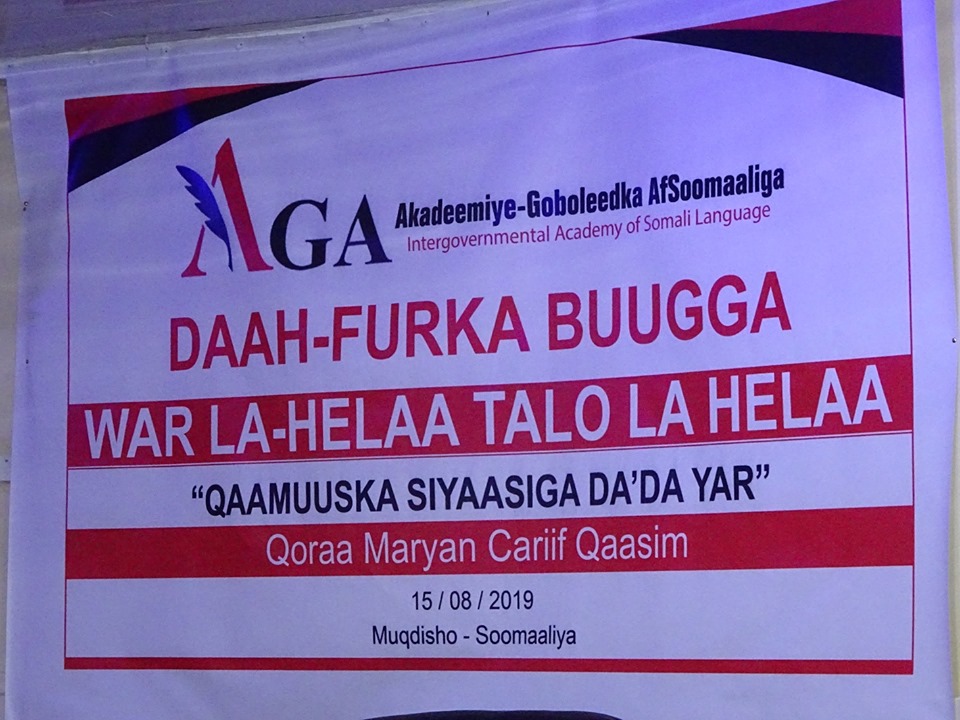 AGA
Akadeemiye-Goboleedka AfSoomaaliga
Intergovernmental Academy of Somali Language
DAAH-FURKA BUUGGA
WAR LA-HELAA TALO LA HELAA
“QAAMUUSKA SIYAASIGA DA’DA YAR”
Qoraa Maryan Cariif Qaasim
15 / 08 / 2019
Muqdisho - Soomaaliya